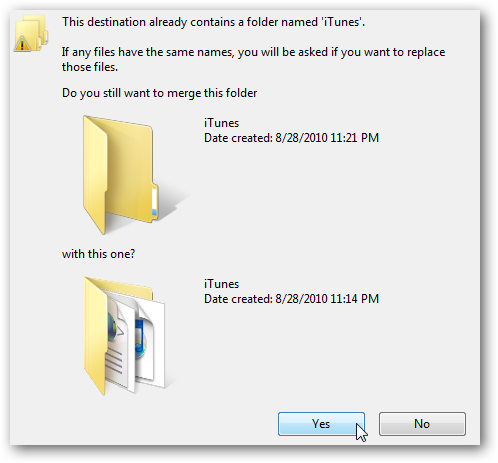 This destination already contains a folder named 'iTunes'.
If any files have the same names, you will be asked if you want to replace
those files.
Do you still want to merge this folder
iTunes
Date created: 8/28/2010 11:21 PM
with this one?
iTunes
Date created: 8/28/2010 11:14 PM
Yes
No